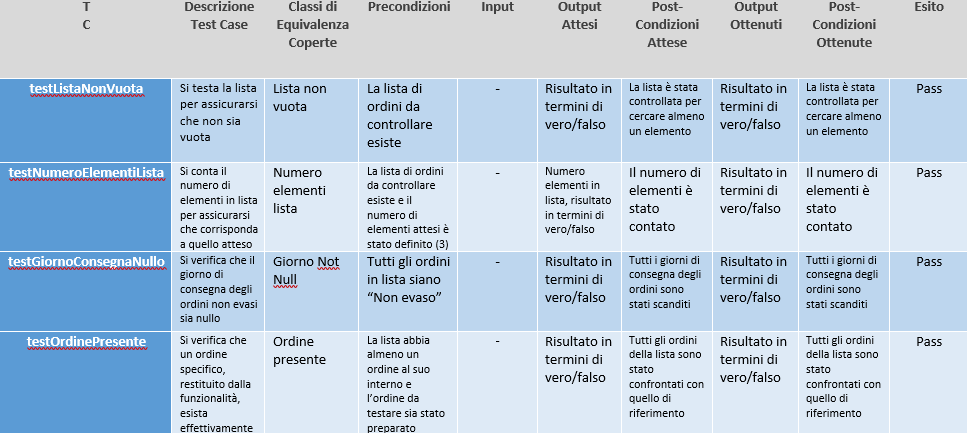 T
C
Descrizione
Test Case
Classi di
Equivalenza
Coperte
Precondizioni
Input
Output
Attesi
Post-
Condizioni
Attese
Output
Ottenuti
Post-
Condizioni
Ottenute
Esito
testListaNonVuota
Si testa la lista
per assicurarsi
che non sia
vuota
Lista non
vuota
La lista di
ordini da
controllare
esiste
-
Risultato in
termini di
vero/falso
La lista è stata
controllata per
cercare almeno
un elemento
Risultato in
termini di
vero/falso
La lista è stata
controllata per
cercare almeno
un elemento
Pass
testNumeroElementiLista
Si conta il
numero di
elementi in lista
per assicurarsi
che corrisponda
a quello atteso
Numero
elementi
lista
La lista di ordini
da controllare
esiste e il
numero di
elementi attesi è
stato definito (3)
-
Numero
elementi in
lista, risultato
in termini di
vero/falso
Il numero di
elementi è
stato
contato
Risultato in
termini di
vero/falso
Il numero di
elementi è
stato
contato
Pass
testGiornoConsegnaNullo
Si verifica che il
giorno di
consegna degli
ordini non evasi
sia nullo
Giorno Not
Null
Tutti gli ordini
in lista siano
“Non evaso”
-
Risultato in
termini di
vero/falso
Tutti i giorni di
consegna degli
ordini sono
stati scanditi
Risultato in
termini di
vero/falso
Tutti i giorni di
consegna degli
ordini sono
stati scanditi
Pass
testOrdinePresente
Si verifica che
un ordine
specifico,
restituito dalla
funzionalità,
esista
effettivamente
Ordine
presente
La lista abbia
almeno un
ordine al suo
interno e
l’ordine da
testare sia stato
preparato
-
Risultato in
termini di
vero/falso
Tutti gli ordini
della lista sono
stato
confrontati con
quello di
riferimento
Risultato in
termini di
vero/falso
Tutti gli ordini
della lista sono
stato
confrontati con
quello di
riferimento
Pass